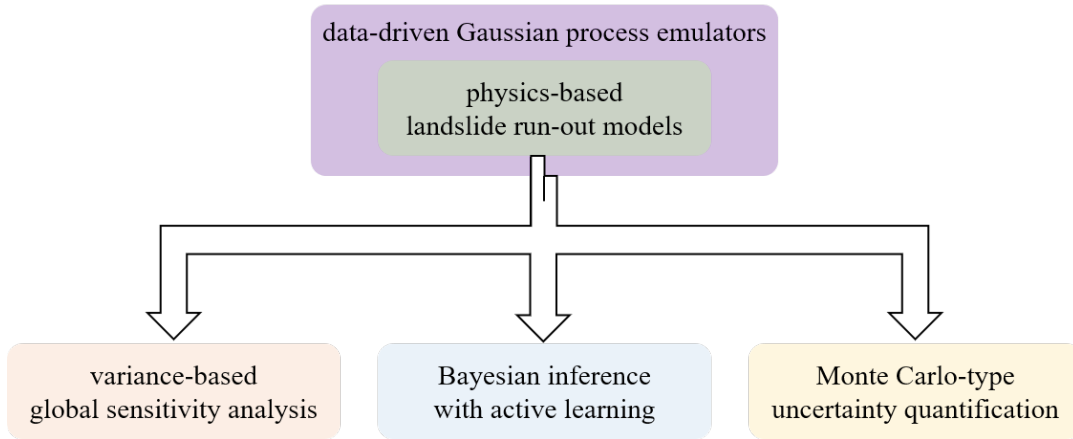 data-driven Gaussian process emulators
physics-based
landslide run-out models
variance-based
global sensitivity analysis
Bayesian inference
with active learning
Monte Carlo-type
uncertainty quantification